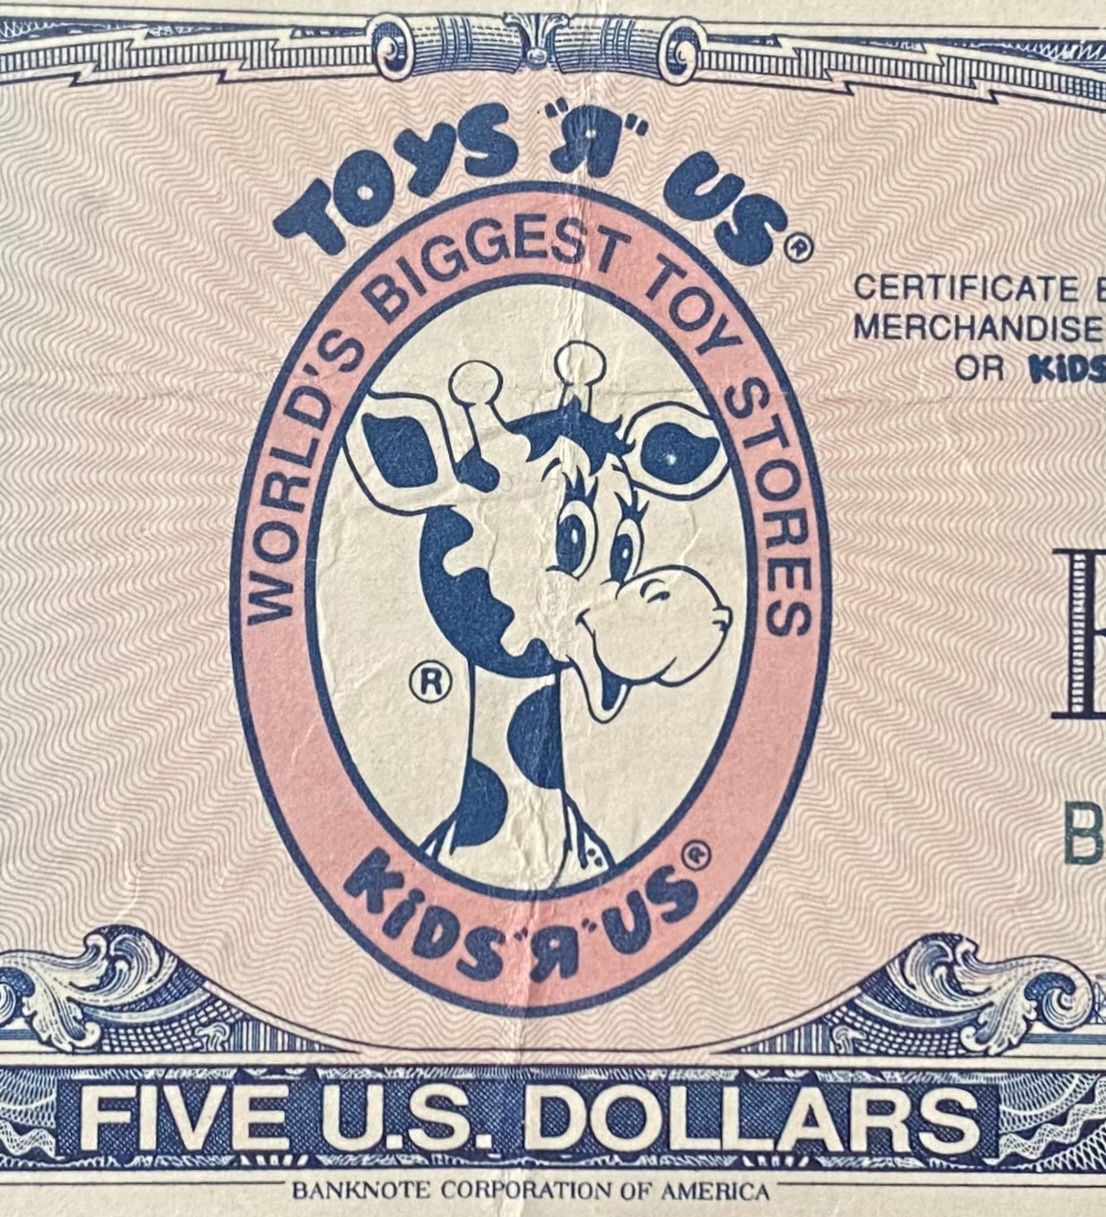 TOYS "Я" US®
WORLD'S BIGGEST TOY STORES
CERTIFICATE
MERCHANDISE
OR KiDS
®
B
KiDS "Я" US®
FIVE U.S. DOLLARS
BANKNOTE CORPORATION OF AMERICA